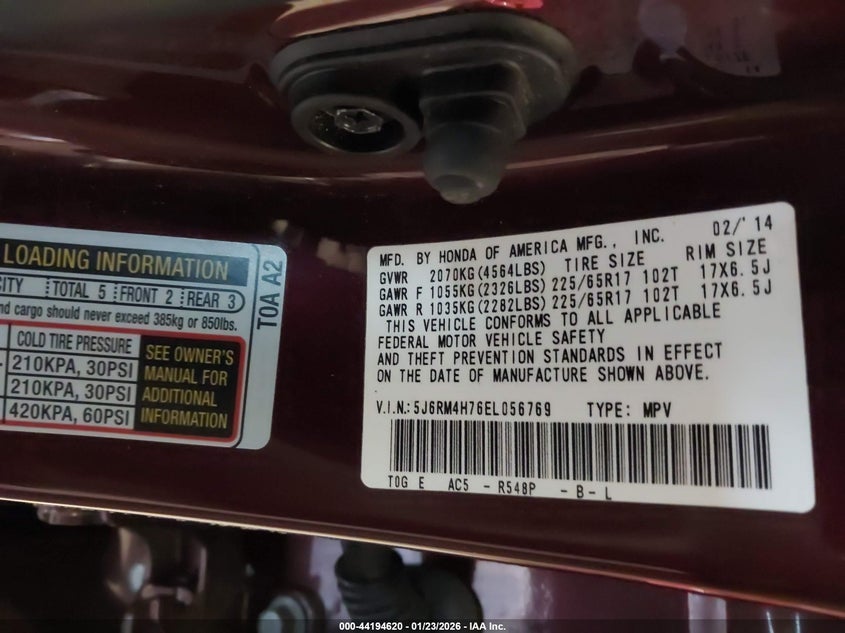 LOADING INFORMATION
CITY TOTAL 5 FRONT 2 REAR 3
nd cargo should never exceed 385kg or 850lbs.
COLD TIRE PRESSURE
210KPA, 30PSI
210KPA, 30PSI
420KPA, 60PSI
SEE OWNER'S
MANUAL FOR
ADDITIONAL
INFORMATION
T0A A2
MFD. BY HONDA OF AMERICA MFG., INC. 02/'14
GVWR 2070KG(4564LBS) TIRE SIZE RIM SIZE
GAWR F 1055KG(2326LBS) 225/65R17 102T 17X6.5J
GAWR R 1035KG(2282LBS) 225/65R17 102T 17X6.5J
THIS VEHICLE CONFORMS TO ALL APPLICABLE
FEDERAL MOTOR VEHICLE SAFETY
AND THEFT PREVENTION STANDARDS IN EFFECT
ON THE DATE OF MANUFACTURE SHOWN ABOVE.
V.I.N.: 5J6RM4H76EL056769 TYPE: MPV
T0G E AC5 - R548P - B - L
000-44194620 - 01/23/2026 - IAA Inc.